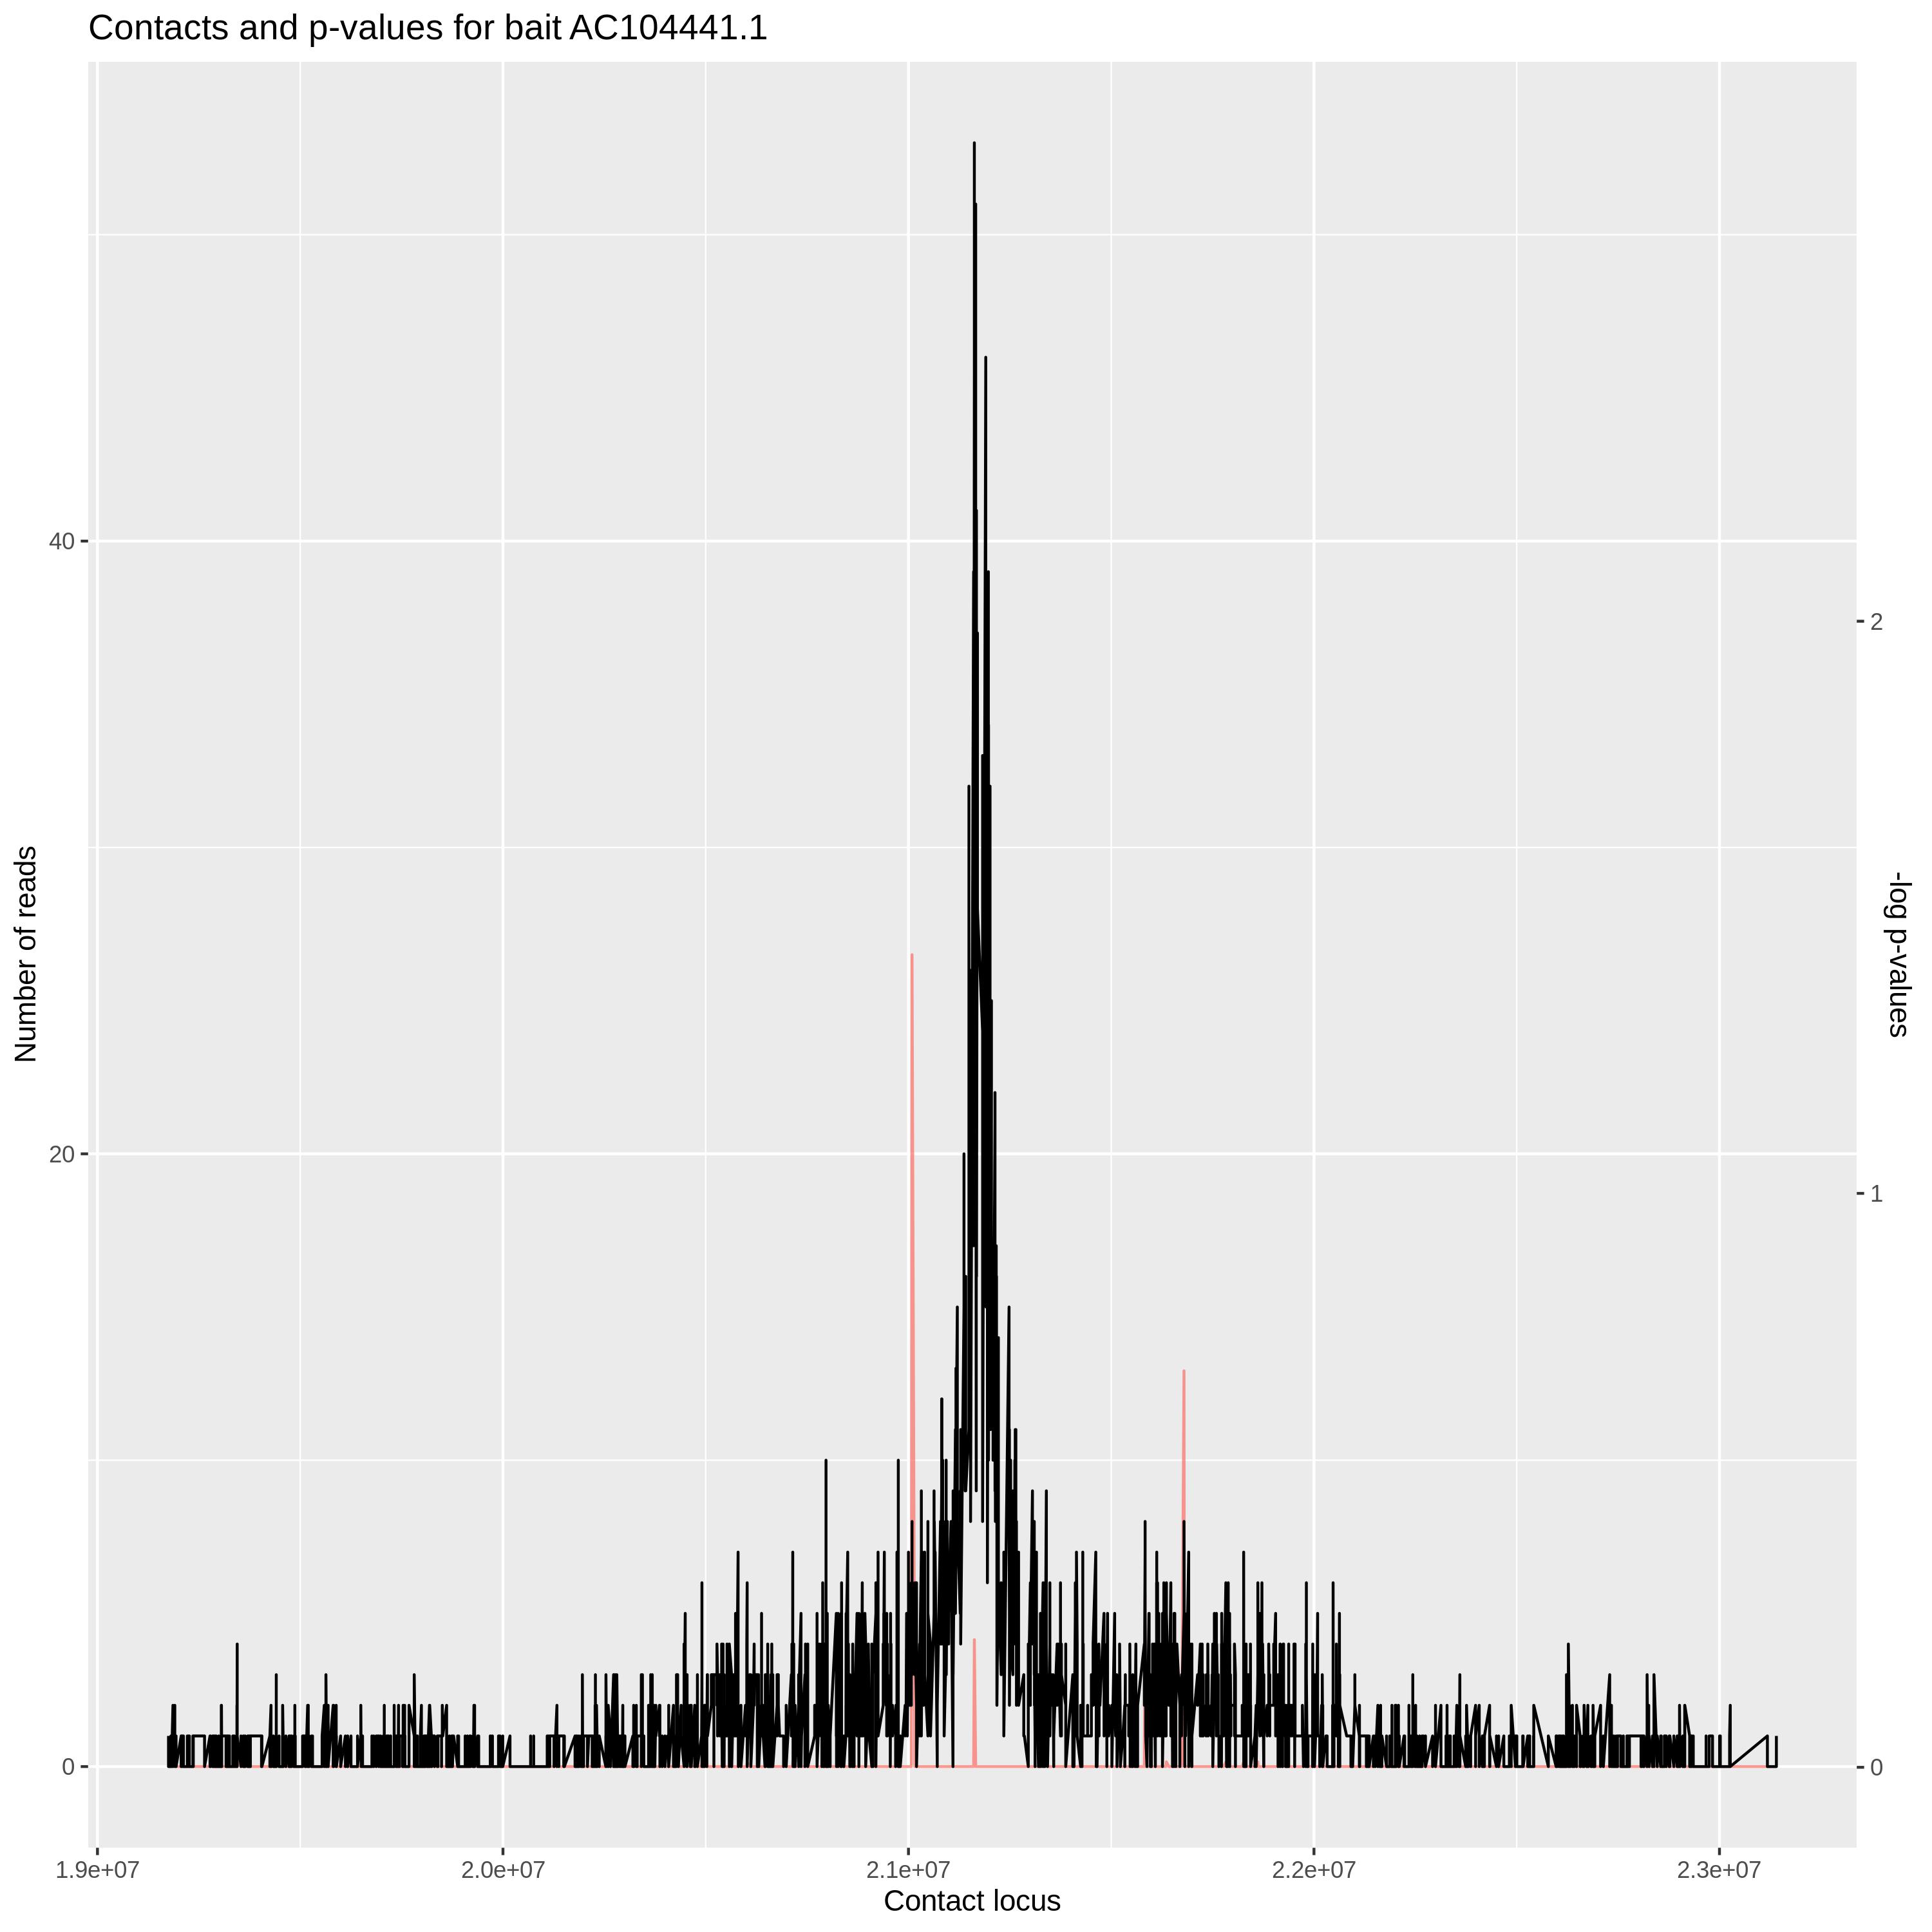 Contacts and p-values for bait AC104441.1
Number of reads
40
20
0
-log p-values
2
1
0
1.9e+07
2.0e+07
2.1e+07
2.2e+07
2.3e+07
Contact locus